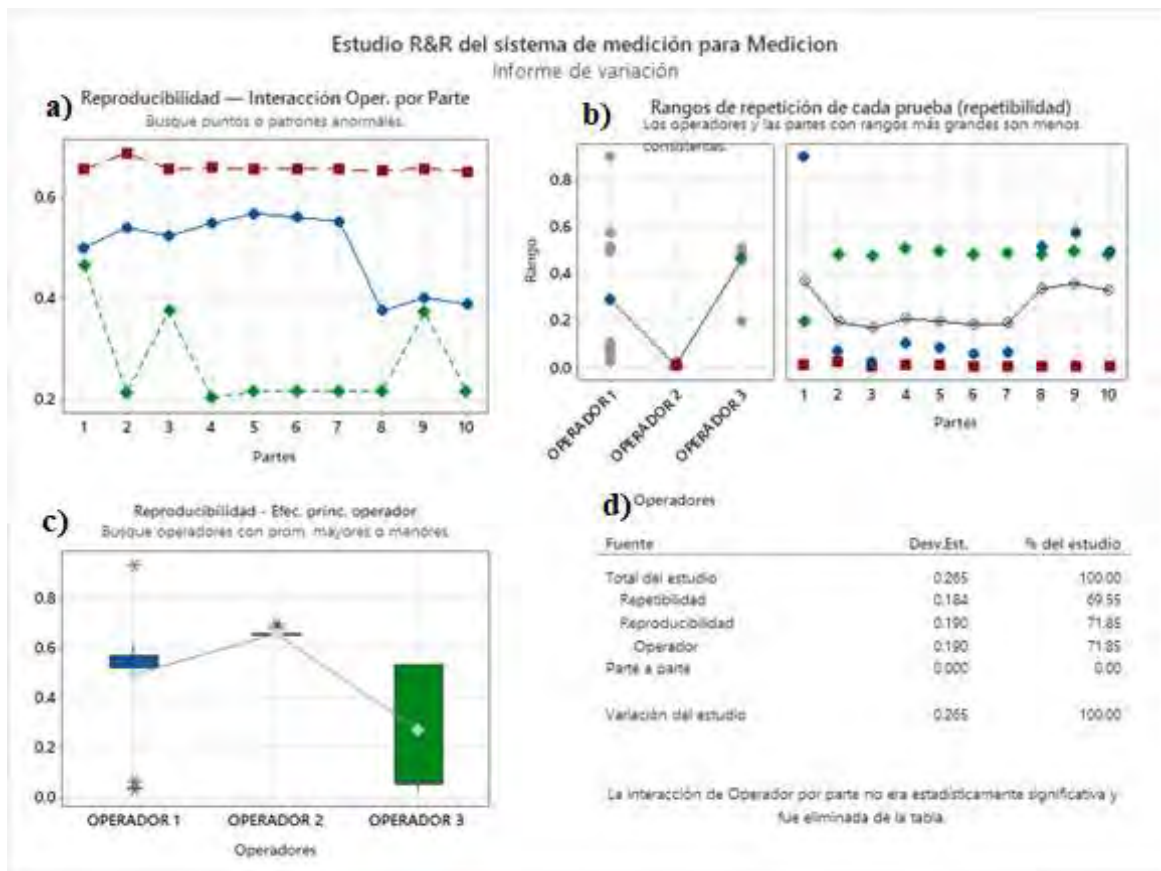 Estudio R&R del sistema de medición para Medicion
Informe de variación
a) Reproducibilidad — Interacción Oper. por Parte
Busque puntos o patrones anormales.
0.6
0.4
0.2
1 2 3 4 5 6 7 8 9 10
Partes
b) Rangos de repetición de cada prueba (repetibilidad)
Los operadores y las partes con rangos más grandes son menos
consistentes.
Rango
0.8
0.6
0.4
0.2
0.0
OPERADOR 1 OPERADOR 2 OPERADOR 3
1 2 3 4 5 6 7 8 9 10
Partes
c) Reproducibilidad - Efec. princ. operador
Busque operadores con prom. mayores o menores
0.8
0.6
0.4
0.2
0.0
OPERADOR 1 OPERADOR 2 OPERADOR 3
Operadores
d) Operadores
Fuente Desv.Est. % del estudio
Total del estudio 0.265 100.00
Repetibilidad 0.184 69.55
Reproducibilidad 0.190 71.85
Operador 0.190 71.85
Parte a parte 0.000 0.00
Variación del estudio 0.265 100.00
La interacción de Operador por parte no era estadísticamente significativa y
fue eliminada de la tabla.